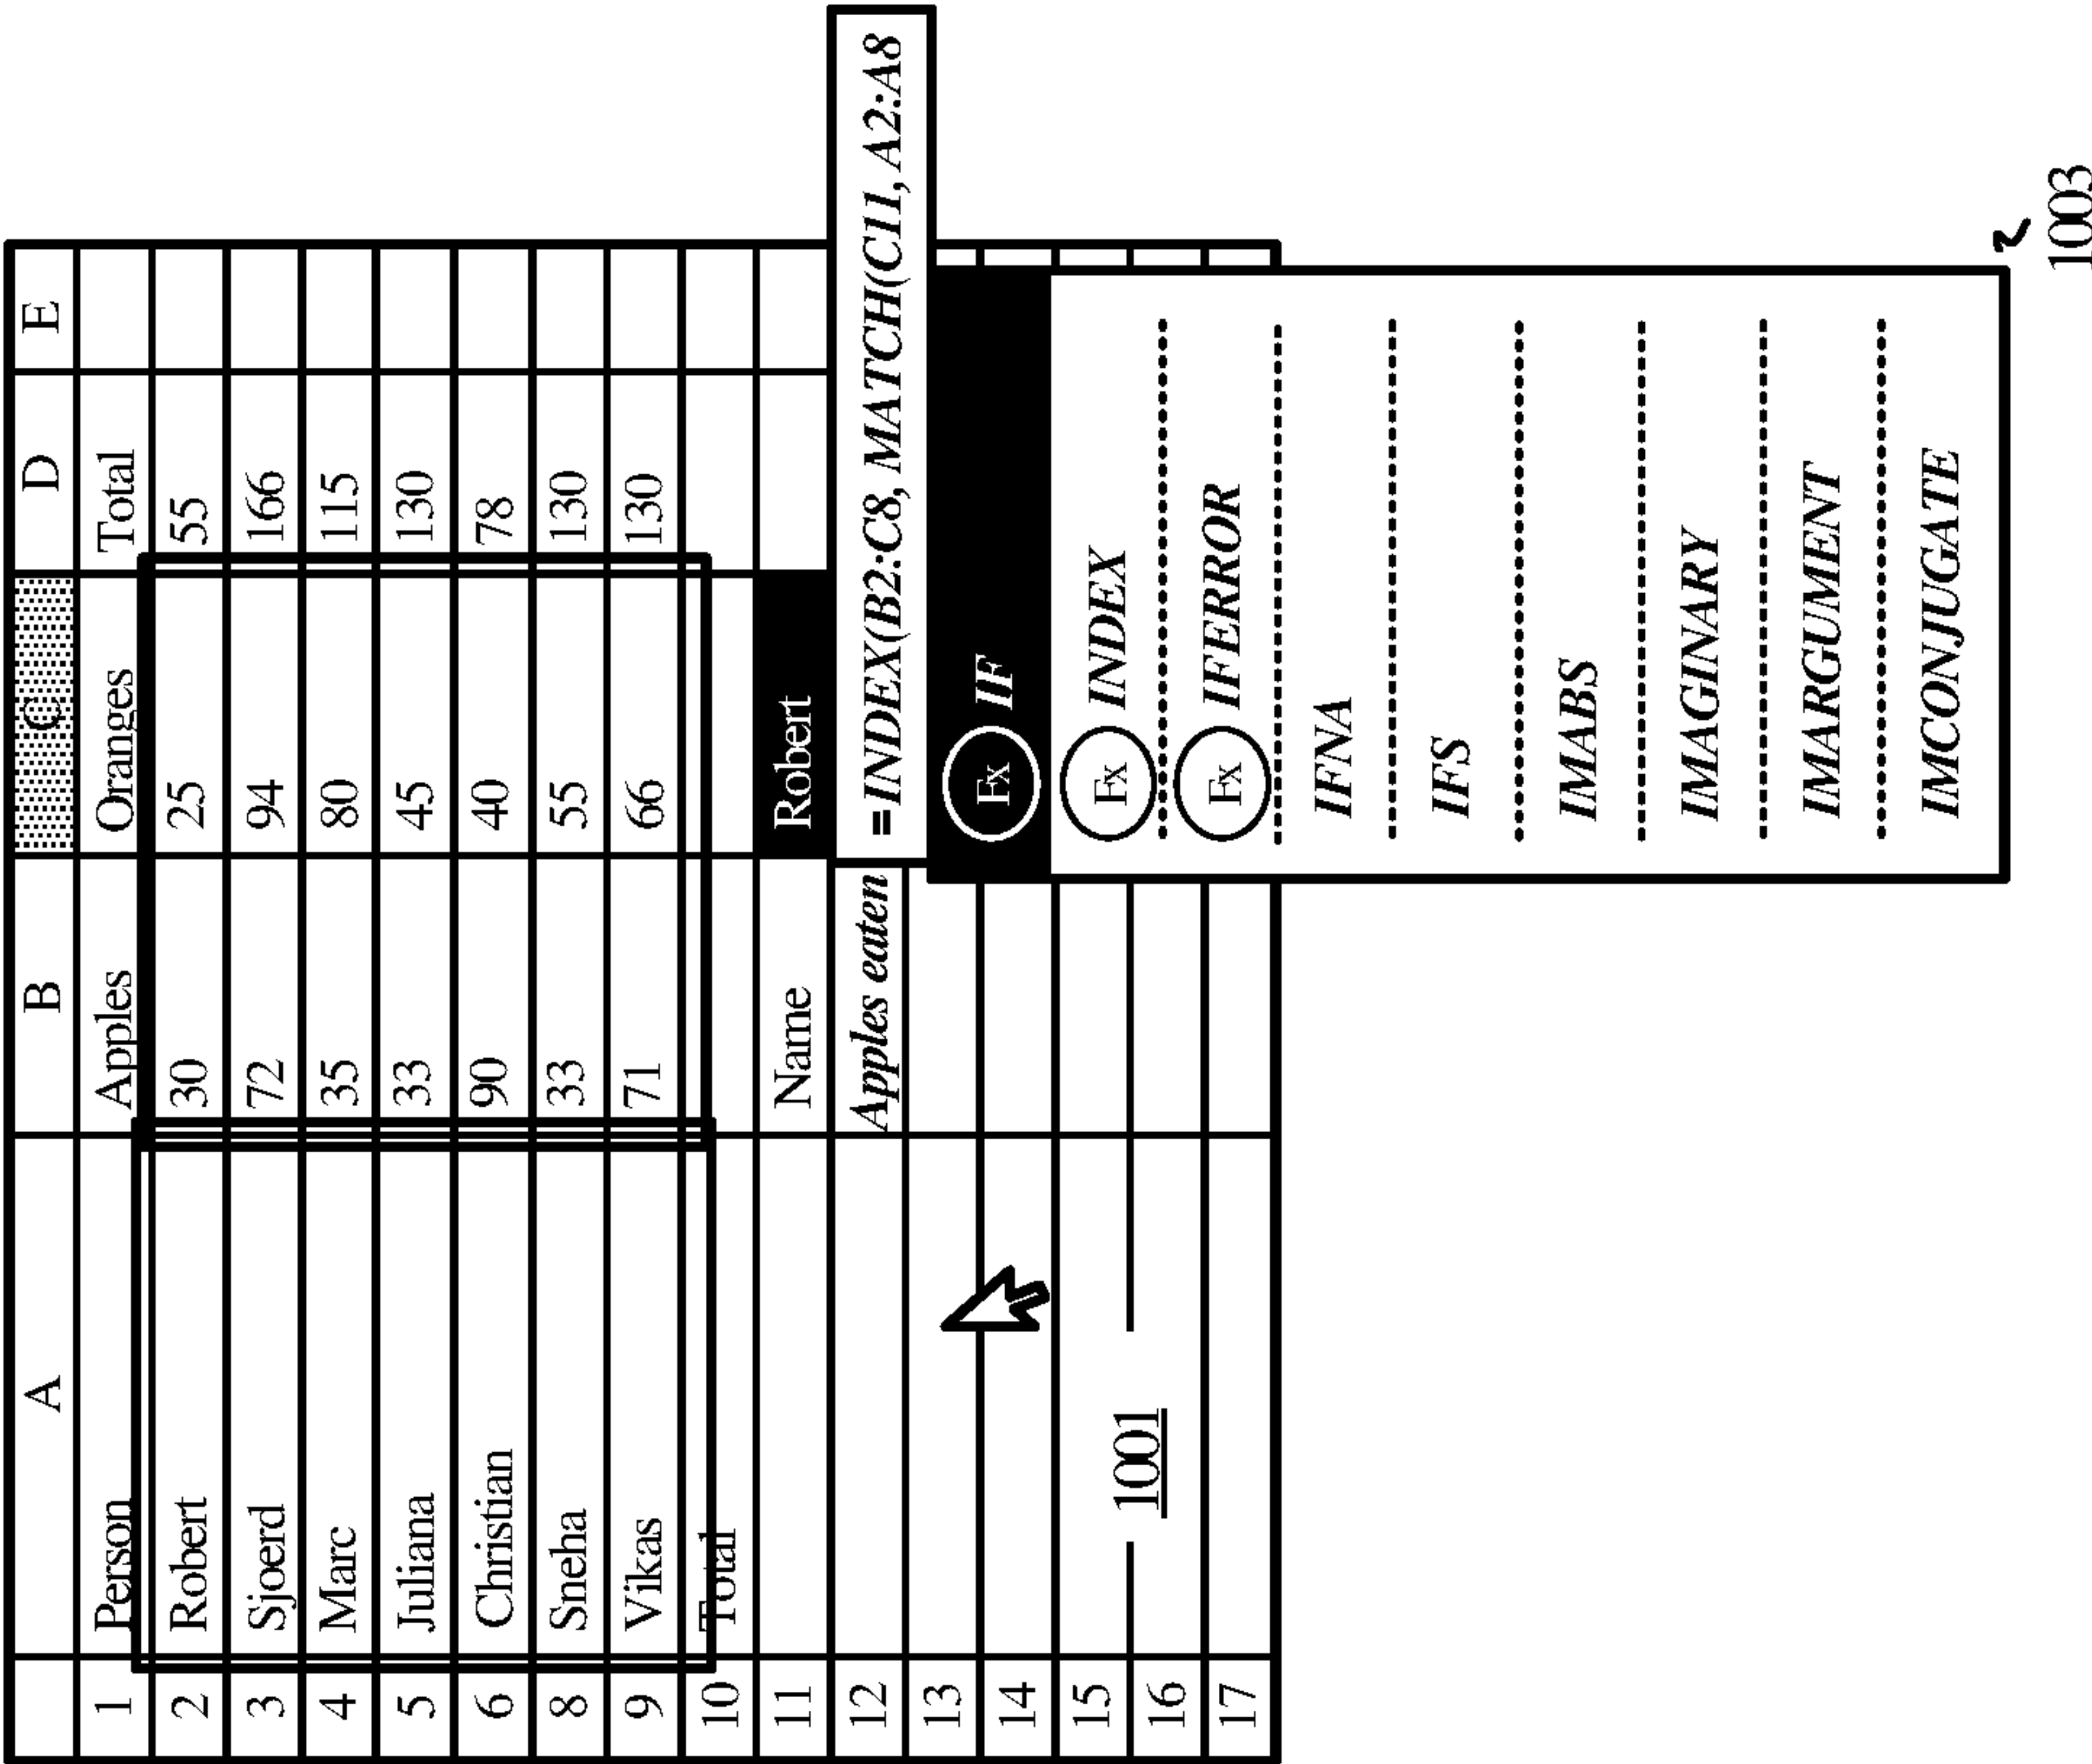 A B C D E
1 Person Apples Oranges Total
2 Robert 30 25 55
3 Sjoerd 72 94 166
4 Marc 35 80 115
5 Juliana 33 45 130
6 Christian 90 40 78
8 Sneha 33 55 130
9 Vikas 71 66 130
10 Total
11 Name Robert
12 Apples eaten =INDEX(B2:C8, MATCH(C11, A2:A8
13 Fx IIF
14
15 Fx INDEX
16 Fx IFERROR
17
IFNA
IFS
IMABS
IMAGINARY
IMARGUMENT
IMCONJUGATE
1001
1003